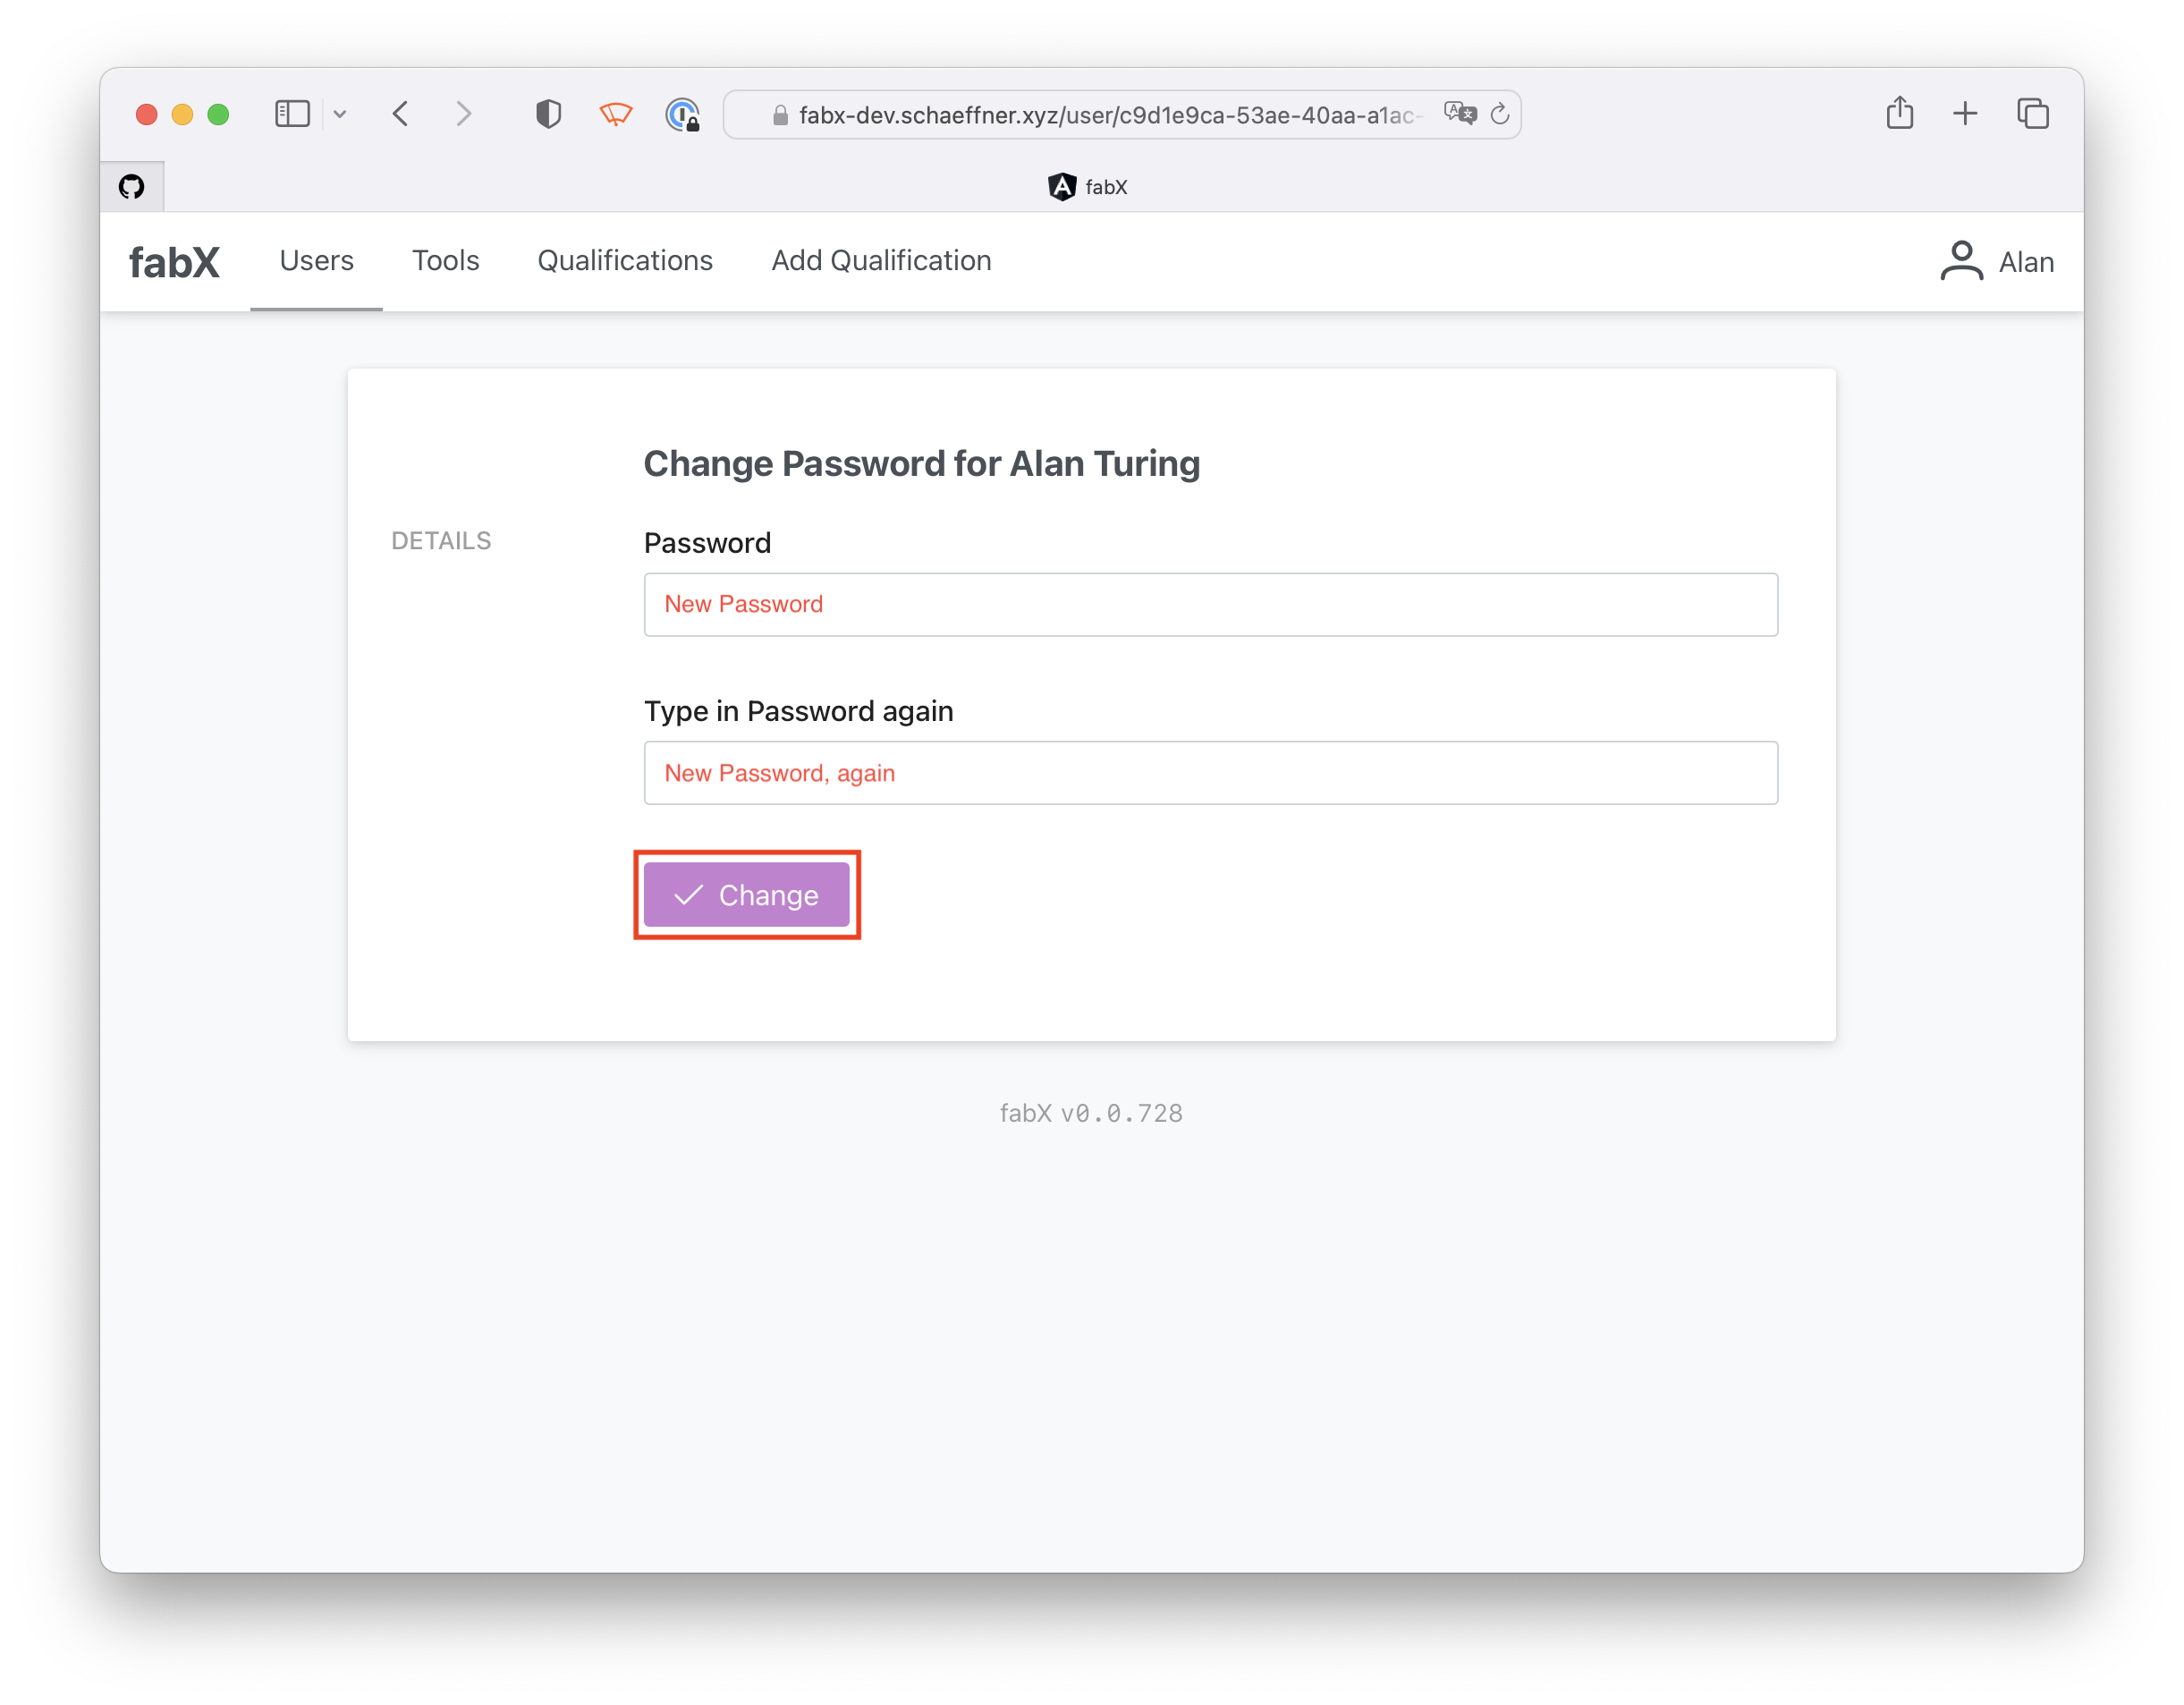 fabx-dev.schaeffner.xyz/user/c9d1e9ca-53ae-40aa-a1ac-
fabX
fabX Users Tools Qualifications Add Qualification Alan
Change Password for Alan Turing
DETAILS
Password
New Password
Type in Password again
New Password, again
Change
fabX v0.0.728